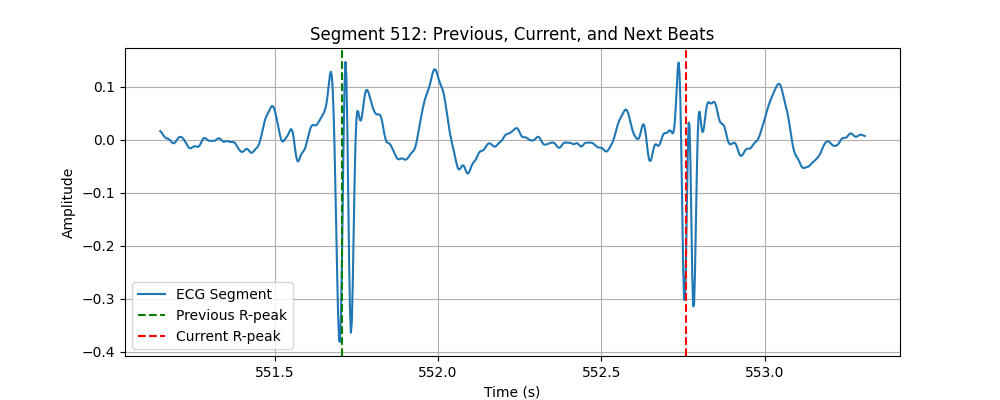 Segment 512: Previous, Current, and Next Beats
Amplitude
0.1
0.0
−0.1
−0.2
−0.3
−0.4
ECG Segment
Previous R-peak
Current R-peak
551.5 552.0 552.5 553.0
Time (s)